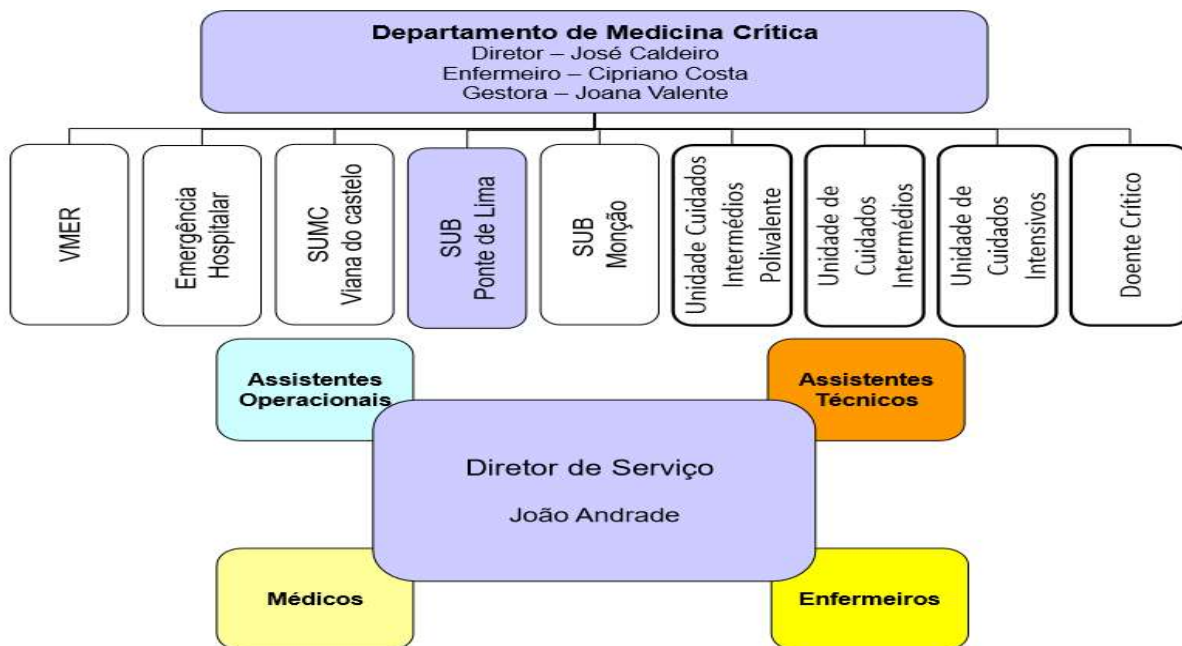 Departamento de Medicina Crítica
Diretor – José Caldeiro
Enfermeiro – Cipriano Costa
Gestora – Joana Valente
VMER
Emergência
Hospitalar
SUMC
Viana do castelo
SUB
Ponte de Lima
SUB
Monção
Unidade Cuidados
Intermédios
Polivalente
Unidade de
Cuidados
Intermédios
Unidade de
Cuidados
Intensivos
Doente Crítico
Assistentes
Operacionais
Assistentes
Técnicos
Diretor de Serviço
João Andrade
Médicos
Enfermeiros